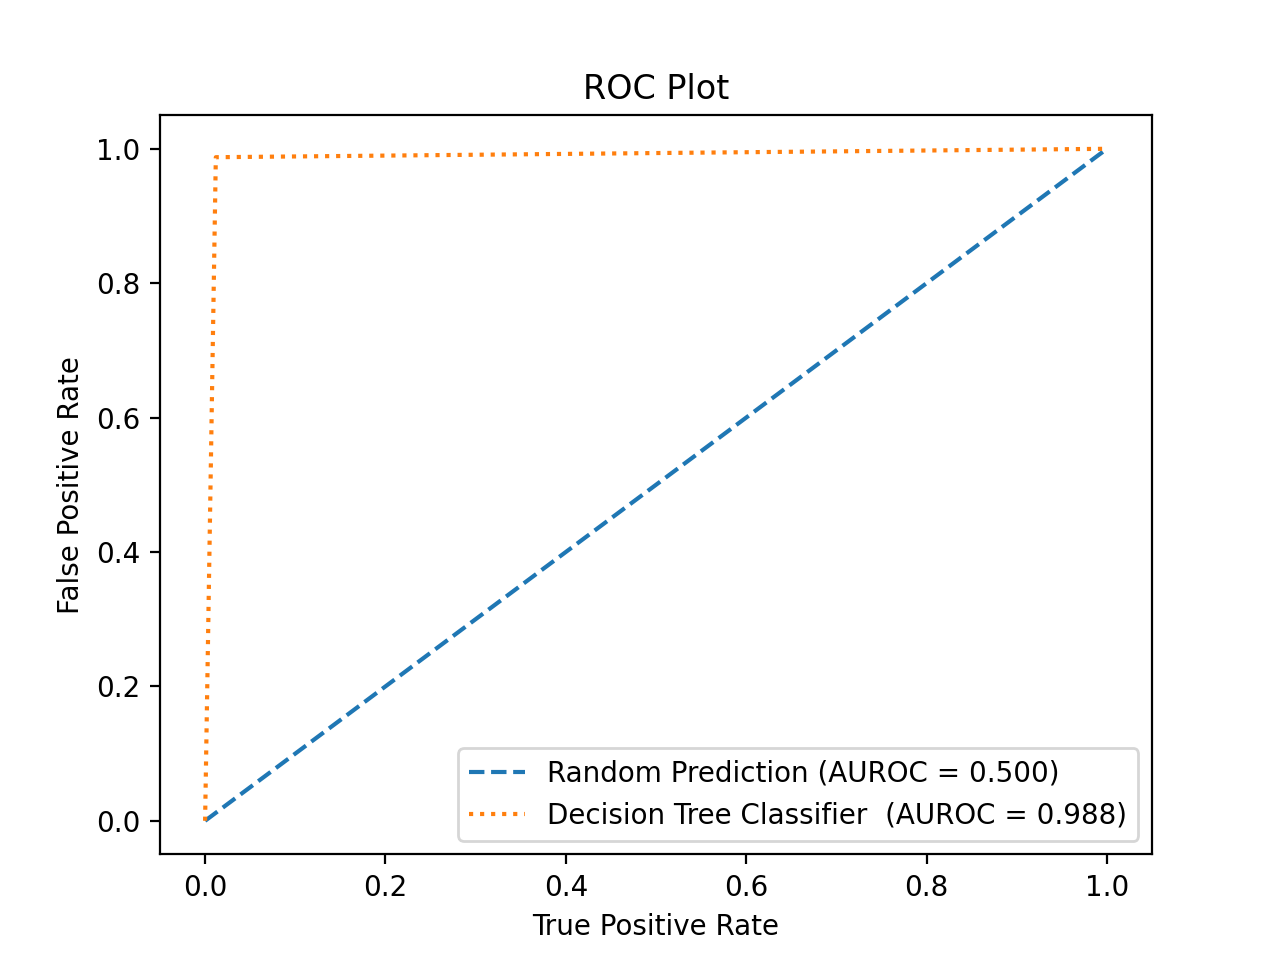 ROC Plot
1.0
0.8
0.6
0.4
0.2
0.0
False Positive Rate
Random Prediction (AUROC = 0.500)
Decision Tree Classifier  (AUROC = 0.988)
0.0 0.2 0.4 0.6 0.8 1.0
True Positive Rate